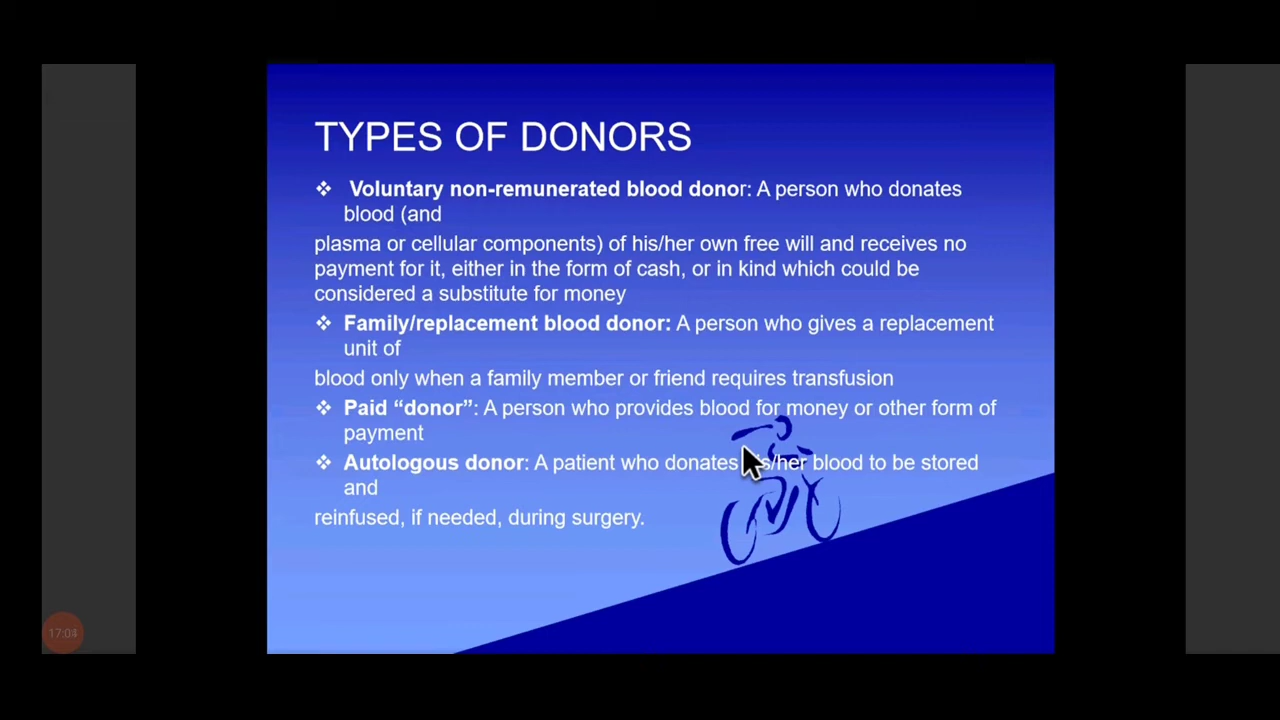 TYPES OF DONORS
❖ Voluntary non-remunerated blood donor: A person who donates
blood (and
plasma or cellular components) of his/her own free will and receives no
payment for it, either in the form of cash, or in kind which could be
considered a substitute for money
❖ Family/replacement blood donor: A person who gives a replacement
unit of
blood only when a family member or friend requires transfusion
❖ Paid “donor”: A person who provides blood for money or other form of
payment
❖ Autologous donor: A patient who donates his/her blood to be stored
and
reinfused, if needed, during surgery.
17:04